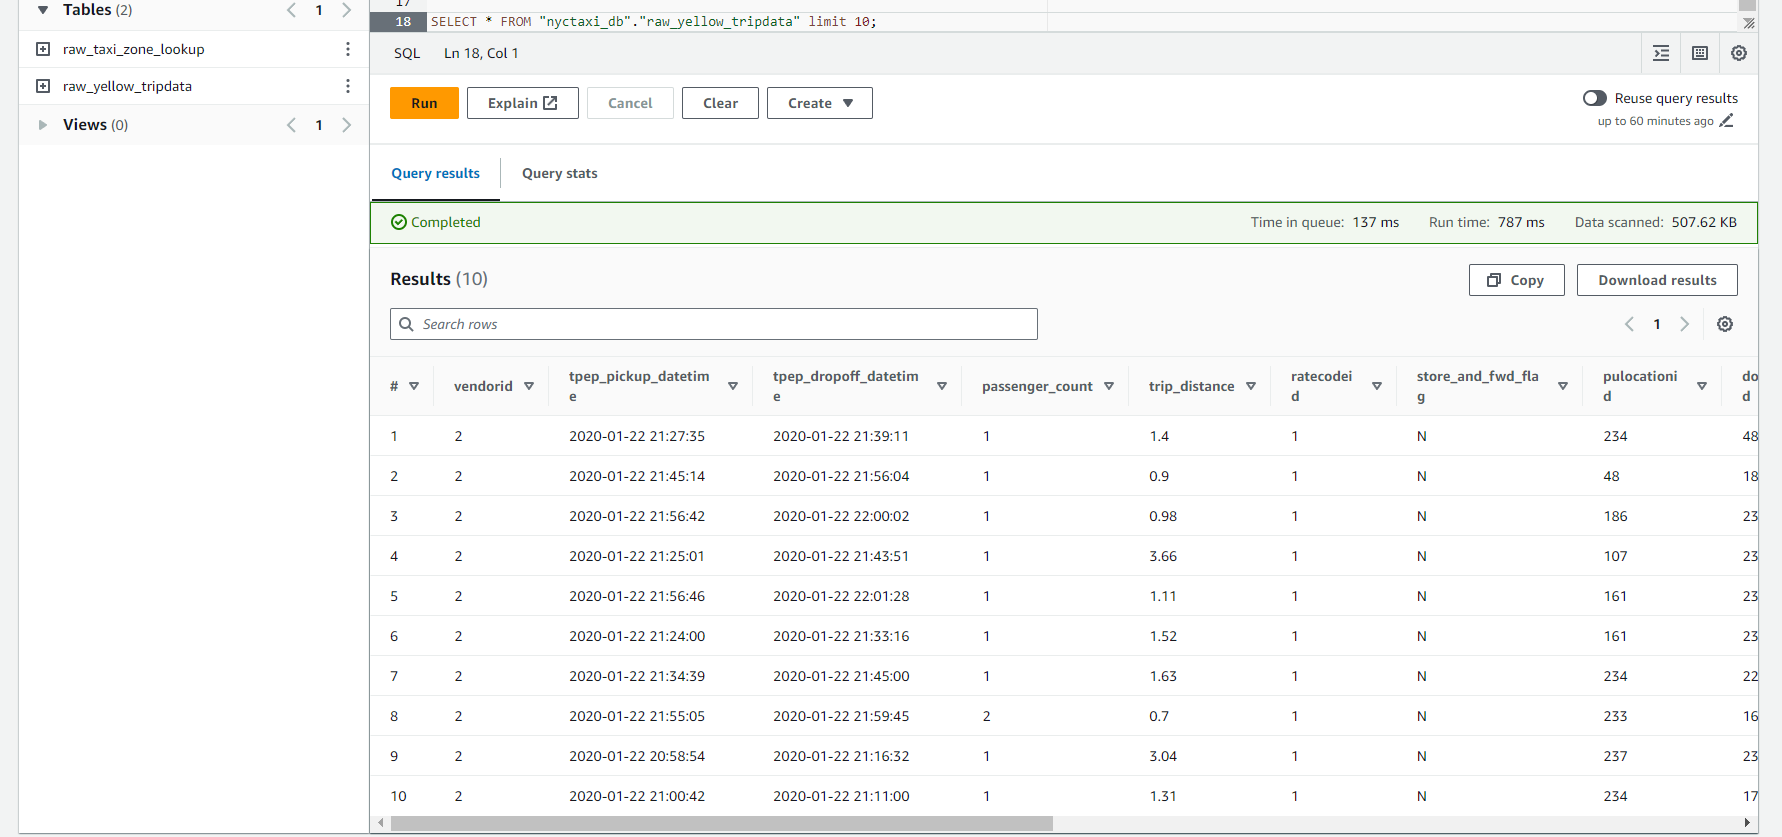 Tables (2) 1
raw_taxi_zone_lookup
raw_yellow_tripdata
Views (0) 1
17
18 SELECT * FROM "nyctaxi_db"."raw_yellow_tripdata" limit 10;
SQL Ln 18, Col 1
Run Explain Cancel Clear Create
Reuse query results
up to 60 minutes ago
Query results Query stats
Completed Time in queue: 137 ms Run time: 787 ms Data scanned: 507.62 KB
Results (10) Copy Download results
Search rows 1
# vendorid tpep_pickup_datetim tpep_dropoff_datetim passenger_count trip_distance ratecodei store_and_fwd_fla pulocationi do
e e d g d d
1 2 2020-01-22 21:27:35 2020-01-22 21:39:11 1 1.4 1 N 234 48
2 2 2020-01-22 21:45:14 2020-01-22 21:56:04 1 0.9 1 N 48 18
3 2 2020-01-22 21:56:42 2020-01-22 22:00:02 1 0.98 1 N 186 23
4 2 2020-01-22 21:25:01 2020-01-22 21:43:51 1 3.66 1 N 107 23
5 2 2020-01-22 21:56:46 2020-01-22 22:01:28 1 1.11 1 N 161 23
6 2 2020-01-22 21:24:00 2020-01-22 21:33:16 1 1.52 1 N 161 23
7 2 2020-01-22 21:34:39 2020-01-22 21:45:00 1 1.63 1 N 234 22
8 2 2020-01-22 21:55:05 2020-01-22 21:59:45 2 0.7 1 N 233 16
9 2 2020-01-22 20:58:54 2020-01-22 21:16:32 1 3.04 1 N 237 23
10 2 2020-01-22 21:00:42 2020-01-22 21:11:00 1 1.31 1 N 234 17